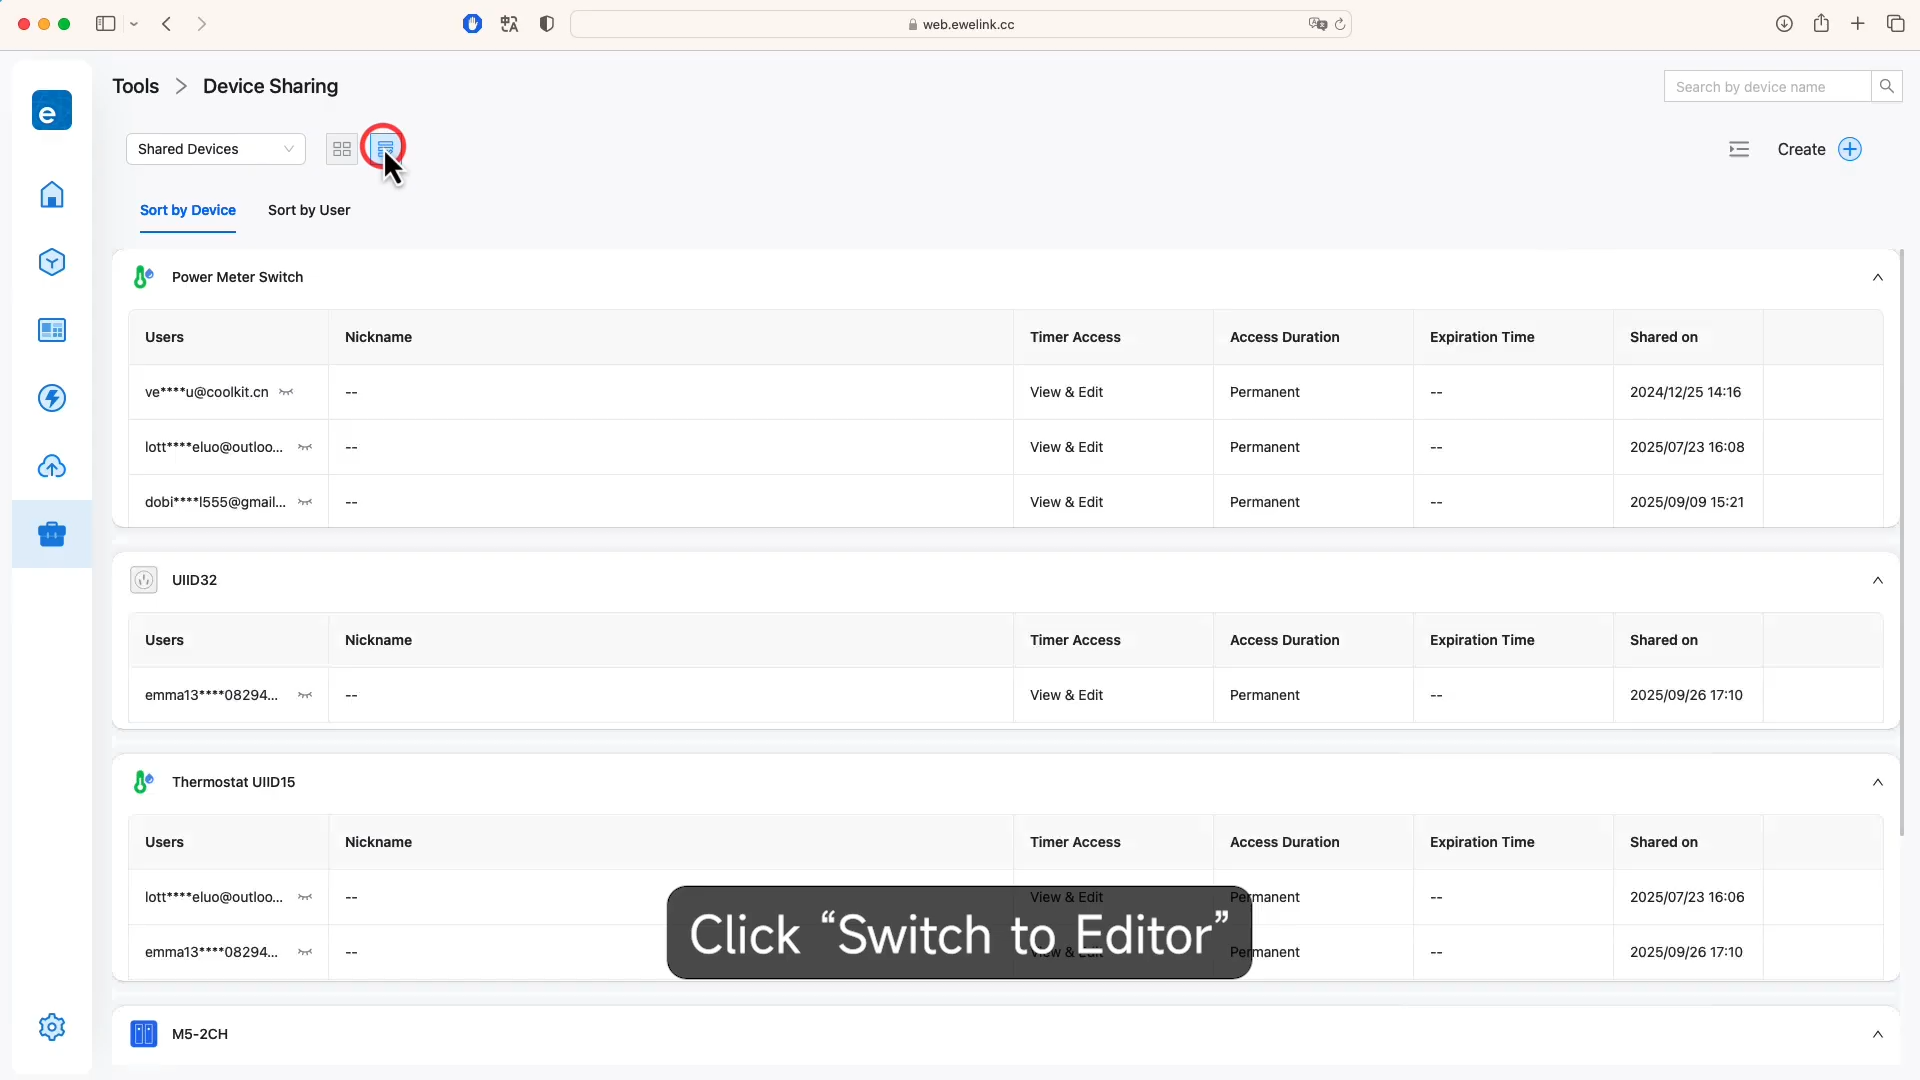 web.ewelink.cc
Tools > Device Sharing
Search by device name
Shared Devices
Create
Sort by Device
Sort by User
Power Meter Switch
Users Nickname Timer Access Access Duration Expiration Time Shared on
ve****u@coolkit.cn -- View & Edit Permanent -- 2024/12/25 14:16
lott****eluo@outloo... -- View & Edit Permanent -- 2025/07/23 16:08
dobi****l555@gmail... -- View & Edit Permanent -- 2025/09/09 15:21
UIID32
Users Nickname Timer Access Access Duration Expiration Time Shared on
emma13****08294... -- View & Edit Permanent -- 2025/09/26 17:10
Thermostat UIID15
Users Nickname Timer Access Access Duration Expiration Time Shared on
lott****eluo@outloo... -- View & Edit Permanent -- 2025/07/23 16:06
Click “Switch to Editor”
emma13****08294... -- View & Edit Permanent -- 2025/09/26 17:10
M5-2CH